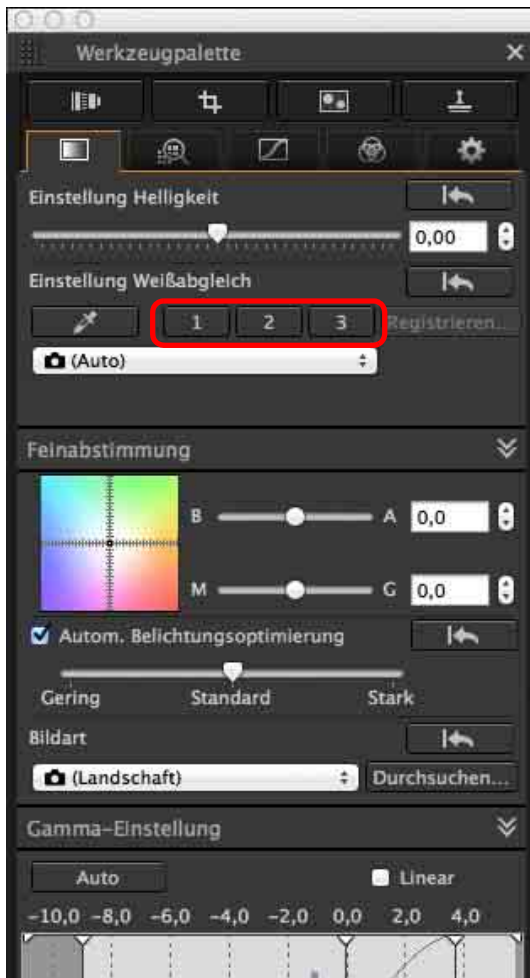 Werkzeugpalette
Einstellung Helligkeit
0,00
Einstellung Weißabgleich
1 2 3 Registrieren...
(Auto)
Feinabstimmung
B A 0,0
M G 0,0
Autom. Belichtungsoptimierung
Gering Standard Stark
Bildart
(Landschaft) Durchsuchen...
Gamma-Einstellung
Auto Linear
-10,0 -8,0 -6,0 -4,0 -2,0 0,0 2,0 4,0